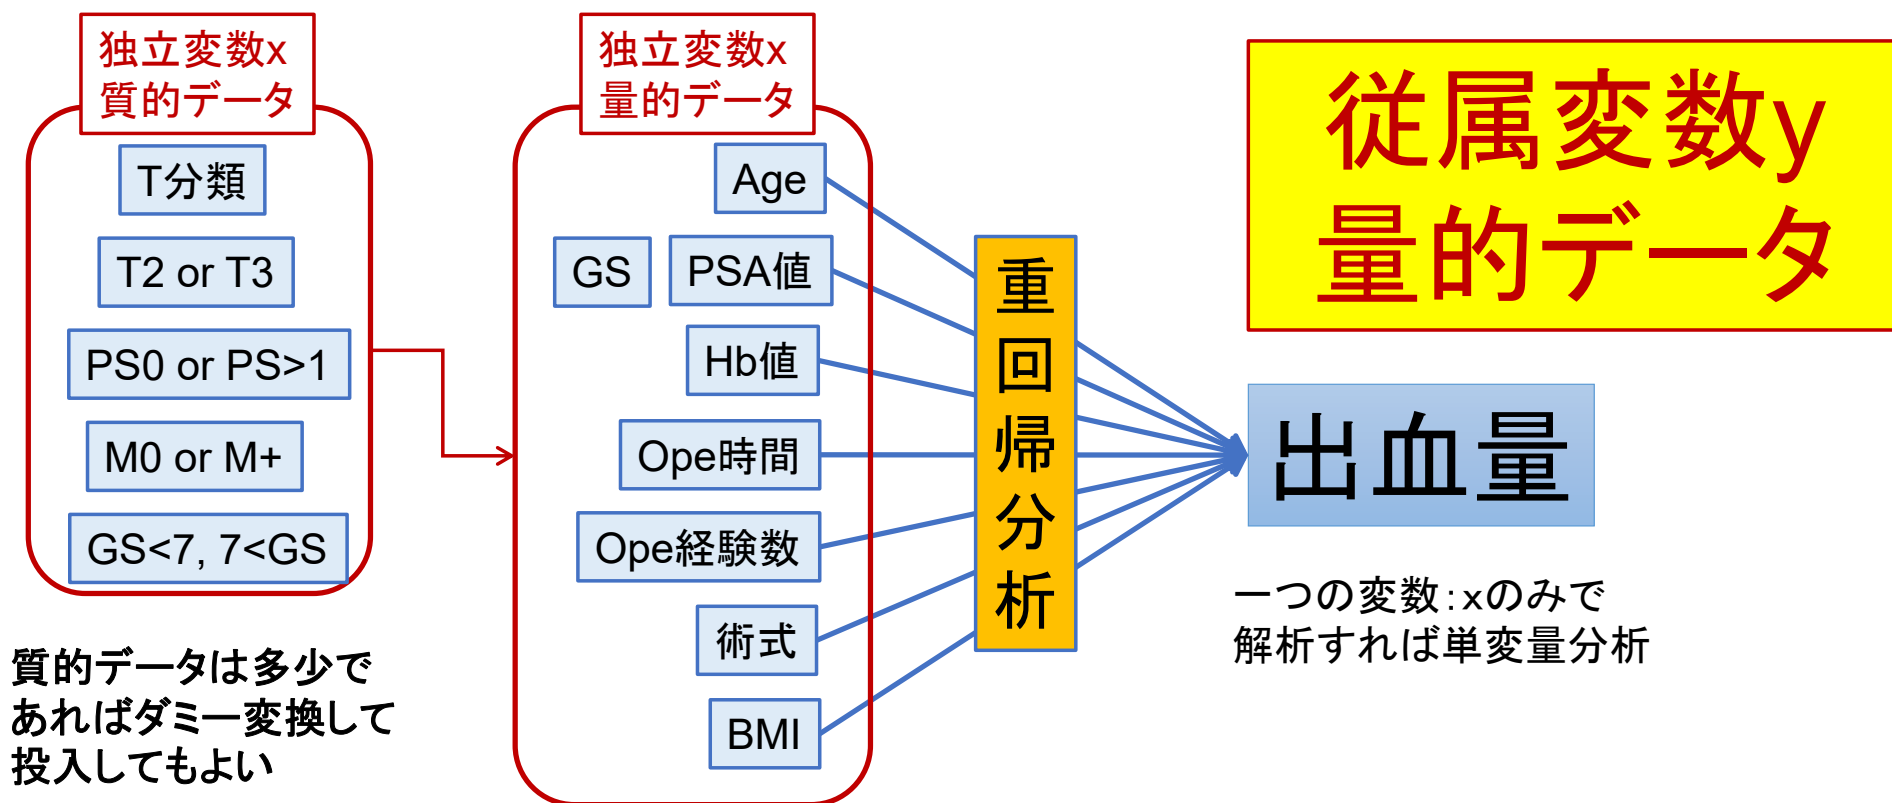 独立変数x
質的データ
T分類
T2 or T3
PS0 or PS>1
M0 or M+
GS<7, 7<GS
質的データは多少で
あればダミー変換して
投入してもよい
独立変数x
量的データ
Age
GS
PSA値
Hb値
Ope時間
Ope経験数
術式
BMI
重回帰分析
従属変数y
量的データ
出血量
一つの変数:xのみで
解析すれば単変量分析